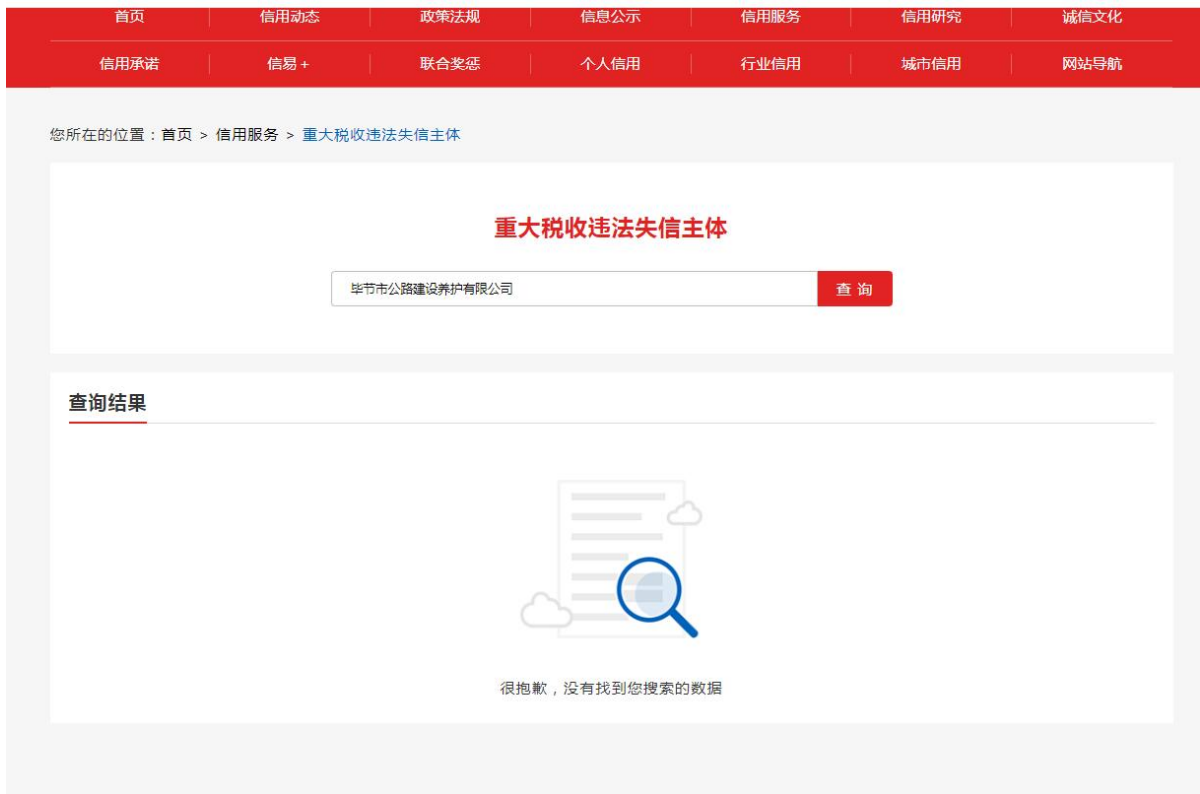 首页 信用动态 政策法规 信息公示 信用服务 信用研究 诚信文化
信用承诺 信易+ 联合奖惩 个人信用 行业信用 城市信用 网站导航
您所在的位置：首页 > 信用服务 > 重大税收违法失信主体
重大税收违法失信主体
毕节市公路建设养护有限公司 查询
查询结果
很抱歉，没有找到您搜索的数据